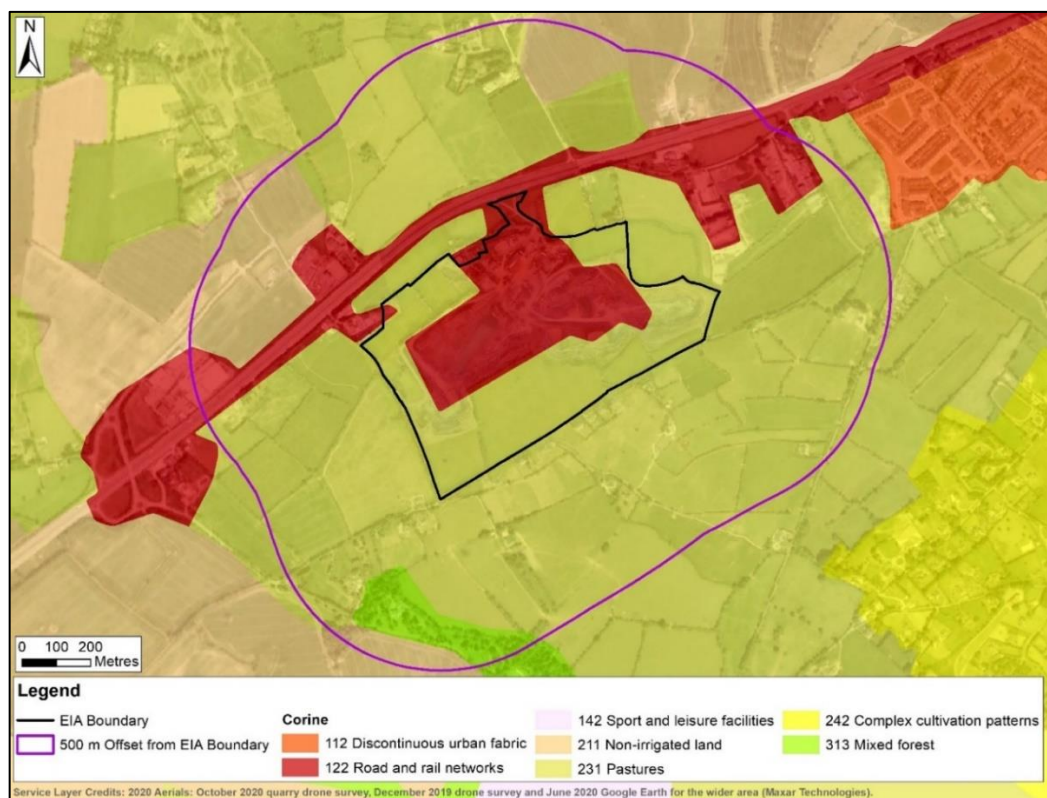 N
0 100 200
Metres
Legend
EIA Boundary
500 m Offset from EIA Boundary
Corine
112 Discontinuous urban fabric
122 Road and rail networks
142 Sport and leisure facilities
211 Non-irrigated land
231 Pastures
242 Complex cultivation patterns
313 Mixed forest
Service Layer Credits: 2020 Aerials: October 2020 quarry drone survey, December 2019 drone survey and June 2020 Google Earth for the wider area (Maxar Technologies).